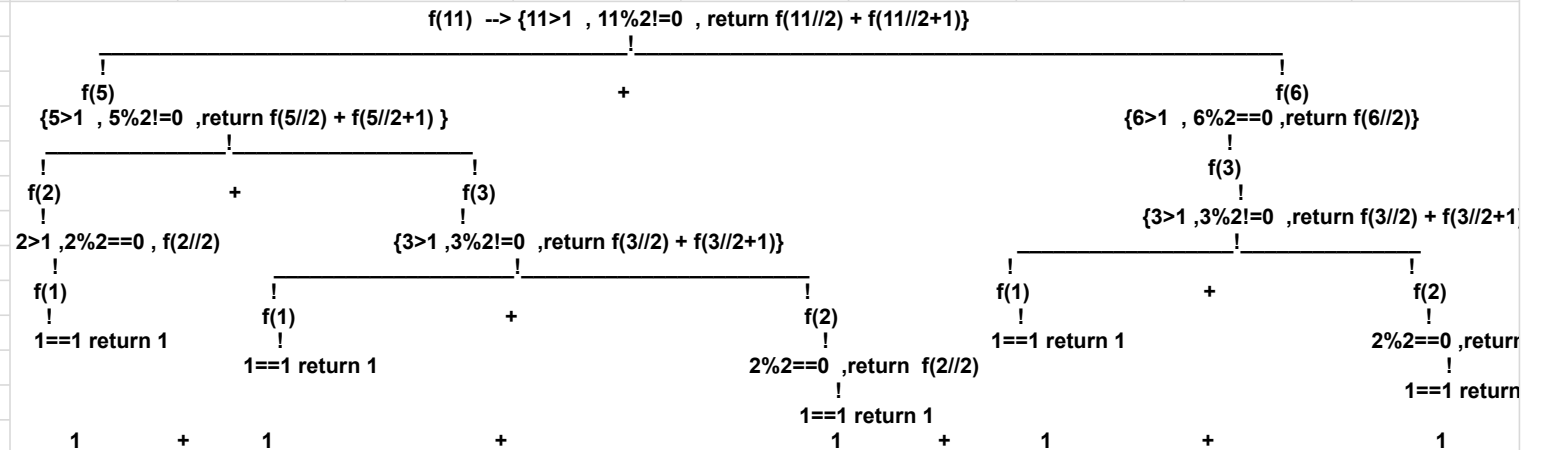 f(11) --> {11>1 , 11%2!=0 , return f(11//2) + f(11//2+1)}
!
! !
f(5) + f(6)
{5>1 , 5%2!=0 ,return f(5//2) + f(5//2+1) } {6>1 , 6%2==0 ,return f(6//2)}
! !
! ! f(3)
f(2) + f(3) !
! ! {3>1 ,3%2!=0 ,return f(3//2) + f(3//2+1)
2>1 ,2%2==0 , f(2//2) {3>1 ,3%2!=0 ,return f(3//2) + f(3//2+1)} !
! ! ! !
f(1) ! ! f(1) + f(2)
! f(1) + f(2) ! !
1==1 return 1 ! ! 1==1 return 1 2%2==0 ,return
1==1 return 1 2%2==0 ,return f(2//2) !
! 1==1 return
1==1 return 1
1 + 1 + 1 + 1 + 1